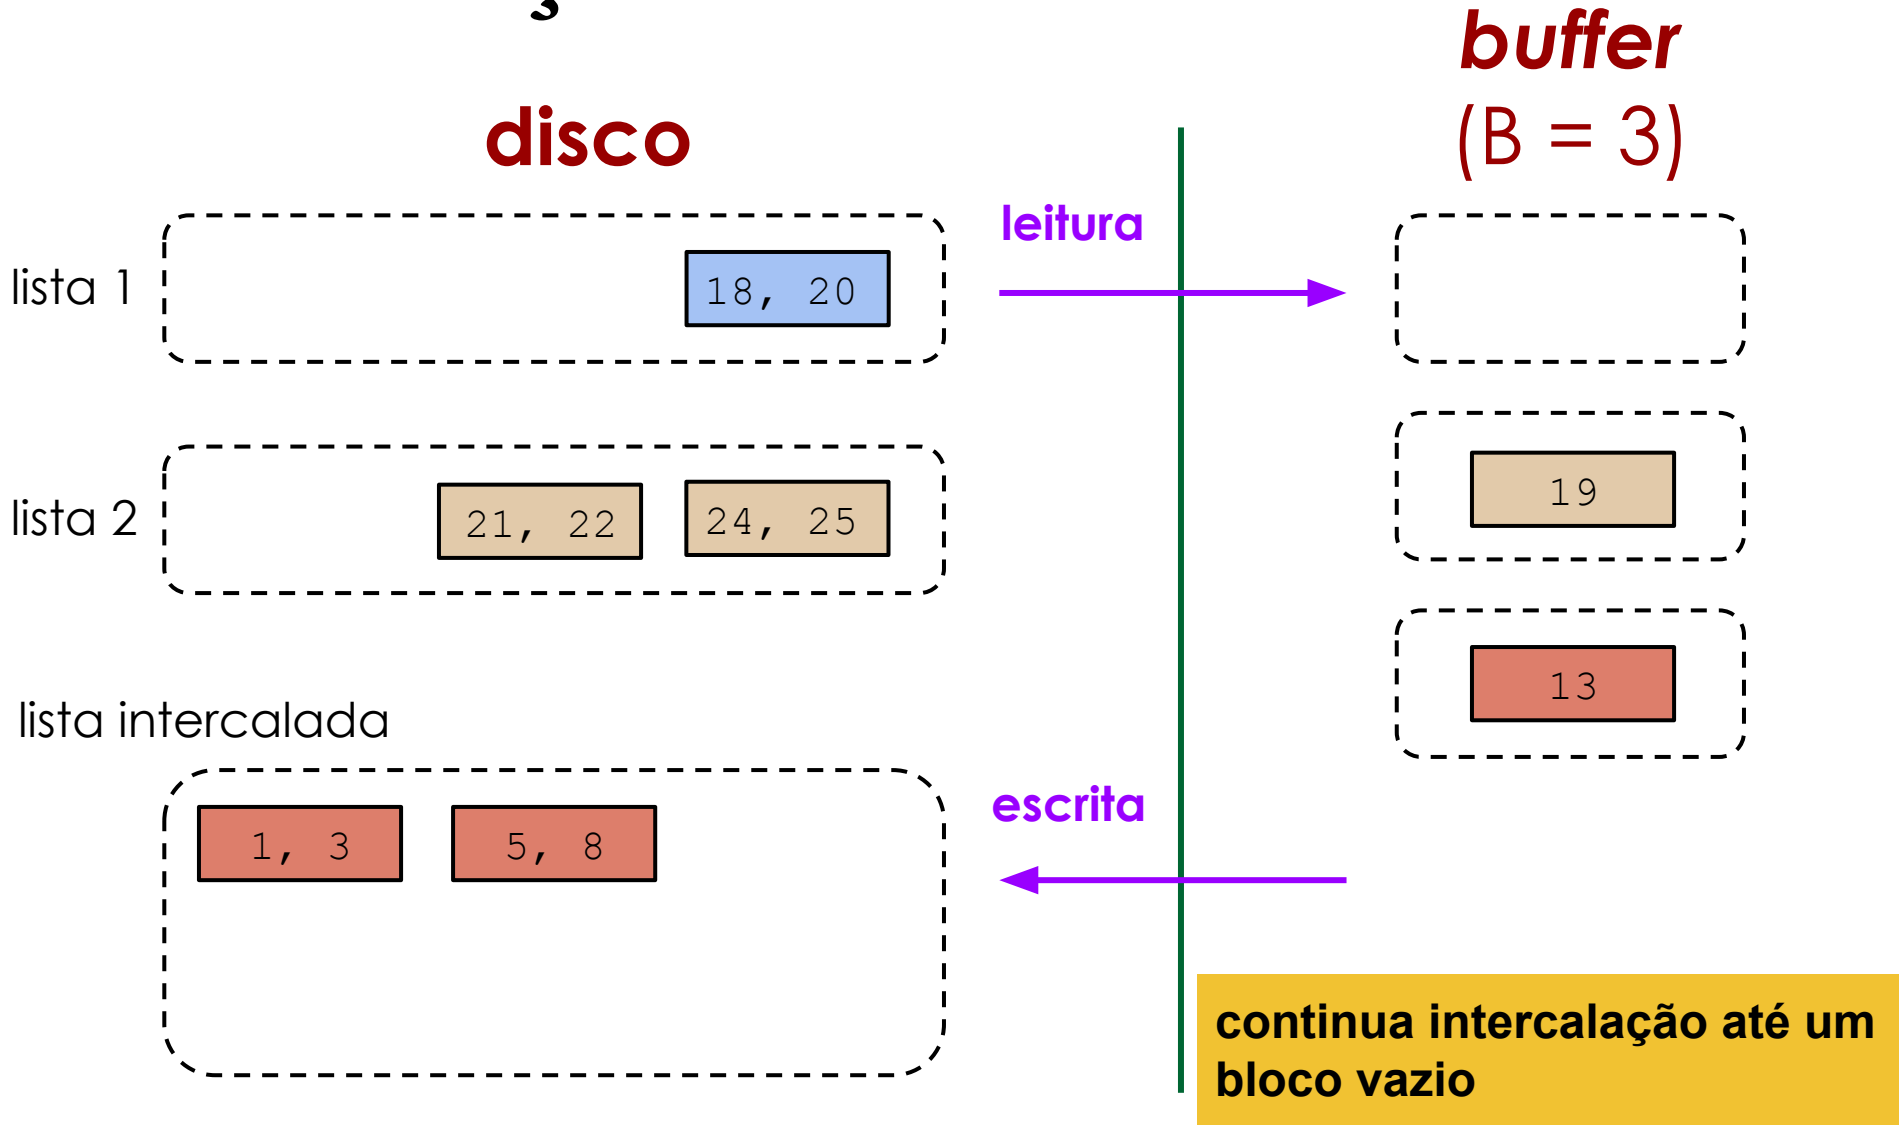 buffer
disco
(B = 3)
leitura
lista 1
18, 20
lista 2
21, 22
24, 25
19
13
lista intercalada
1, 3
5, 8
escrita
continua intercalação até um
bloco vazio